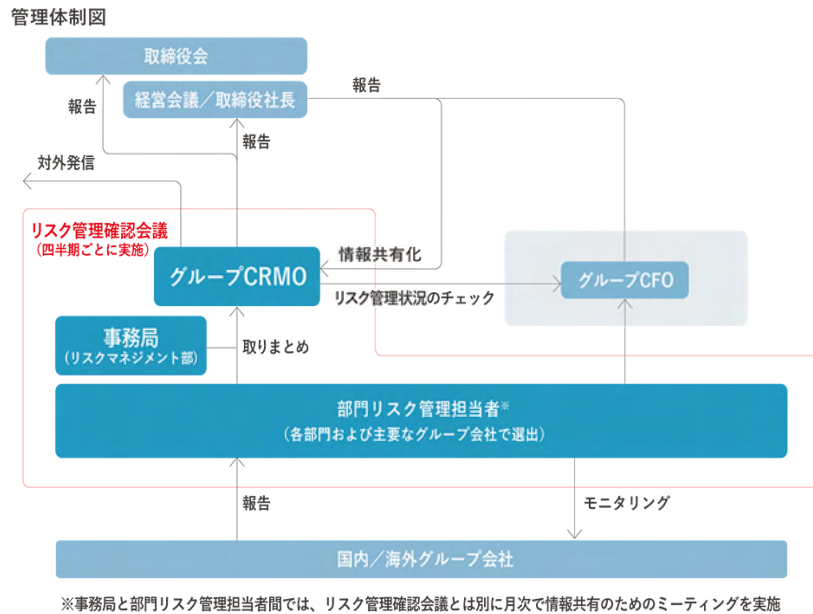 管理体制図
取締役会
経営会議／取締役社長
報告
報告
報告
対外発信
リスク管理確認会議
(四半期ごとに実施)
グループCRMO
情報共有化
リスク管理状況のチェック
グループCFO
事務局
(リスクマネジメント部)
取りまとめ
部門リスク管理担当者※
(各部門および主要なグループ会社で選出)
報告
モニタリング
国内／海外グループ会社
※事務局と部門リスク管理担当者間では、リスク管理確認会議とは別に月次で情報共有のためのミーティングを実施